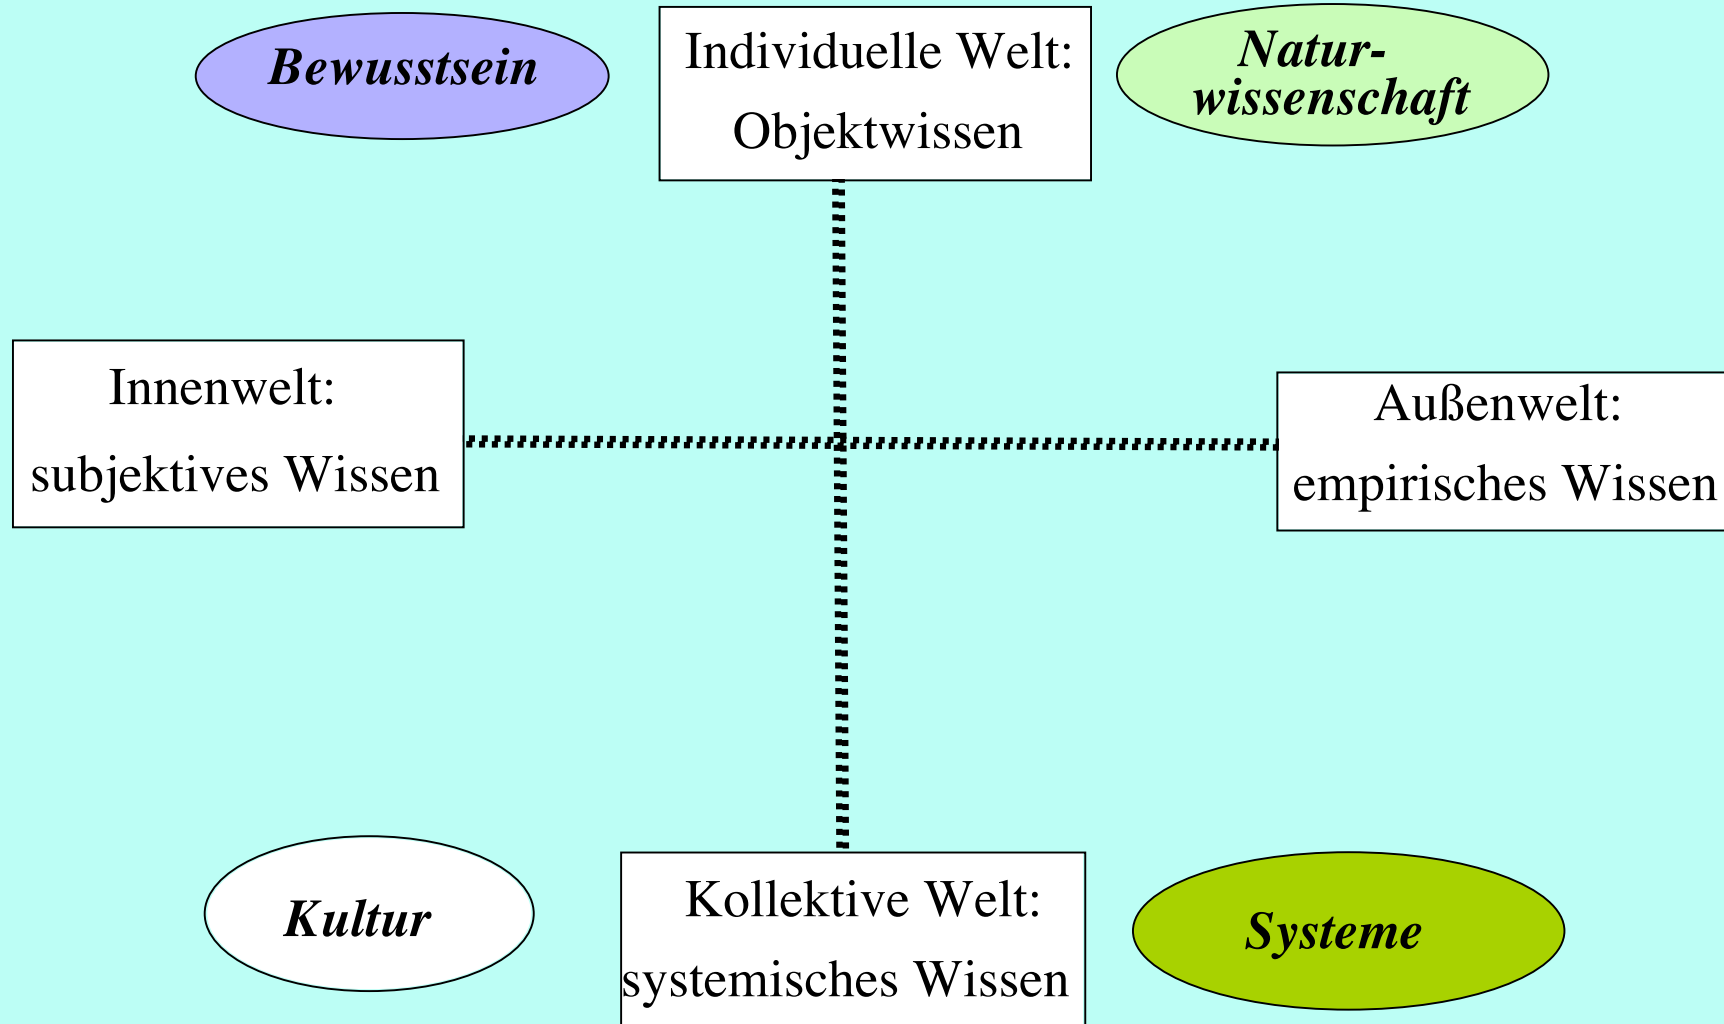 Bewusstsein
Individuelle Welt:
Objektwissen
Natur-
wissenschaft
Innenwelt:
subjektives Wissen
Außenwelt:
empirisches Wissen
Kultur
Kollektive Welt:
systemisches Wissen
Systeme